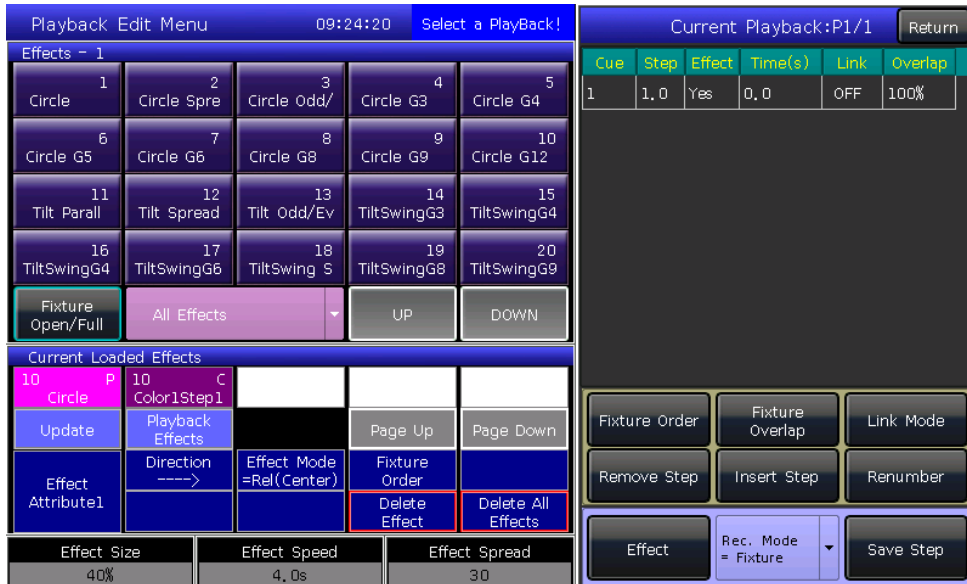 Playback Edit Menu 09:24:20 Select a PlayBack!
Effects - 1
1 2 3 4 5
Circle Circle Spre Circle Odd/ Circle G3 Circle G4
6 7 8 9 10
Circle G5 Circle G6 Circle G8 Circle G9 Circle G12
11 12 13 14 15
Tilt Parall Tilt Spread Tilt Odd/Ev TiltSwingG3 TiltSwingG4
16 17 18 19 20
TiltSwingG4 TiltSwingG6 TiltSwing S TiltSwingG8 TiltSwingG9
Fixture
Open/Full All Effects UP DOWN
Current Loaded Effects
10 P 10 C
Circle Color1Step1
Update Playback
Effects Page Up Page Down
Effect
Attribute1
Direction
---->
Effect Mode
=Rel(Center)
Fixture
Order
Delete
Effect
Delete All
Effects
Effect Size Effect Speed Effect Spread
40% 4.0s 30
Current Playback:P1/1 Return
Cue Step Effect Time(s) Link Overlap
1 1.0 Yes 0.0 OFF 100%
Fixture Order Fixture
Overlap Link Mode
Remove Step Insert Step Renumber
Effect Rec. Mode
= Fixture Save Step